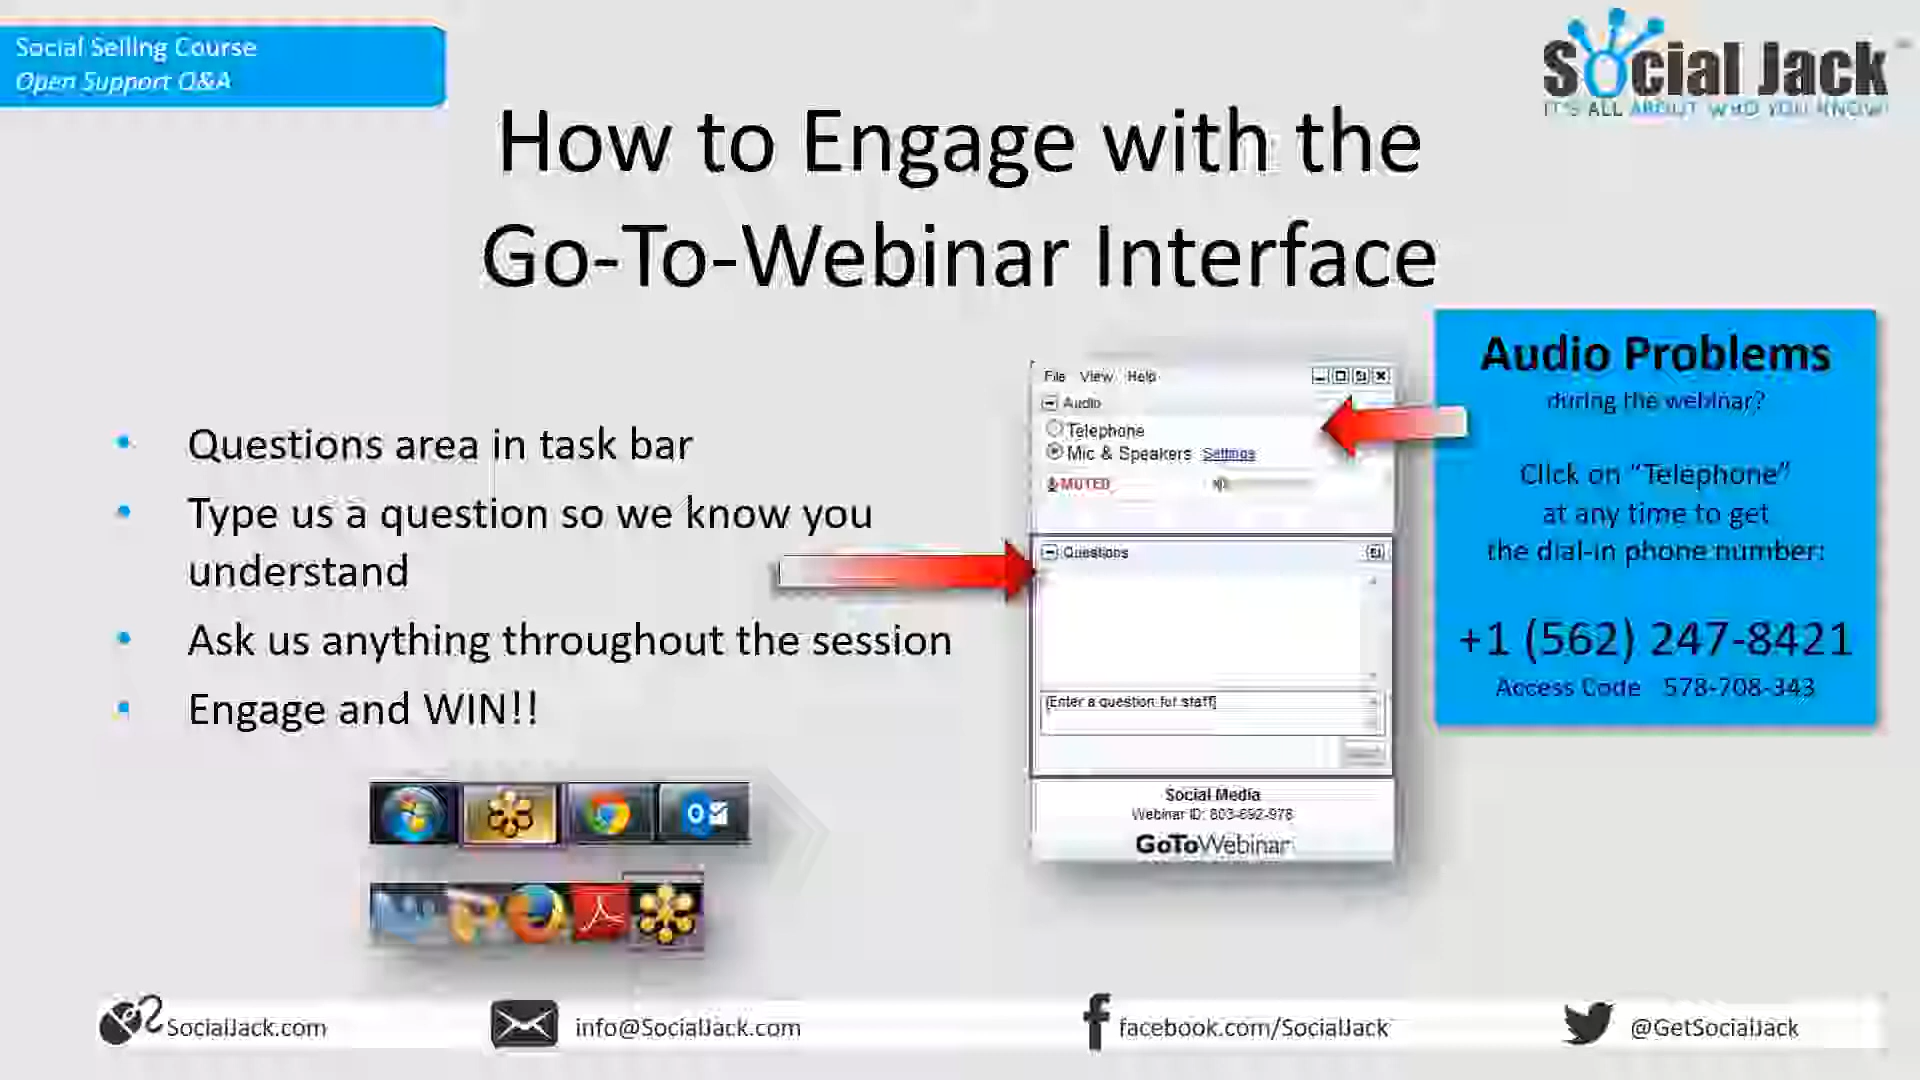 Social Selling Course
Open Support Q&A
Social Jack
IT'S ALL ABOUT WHO YOU KNOW!
How to Engage with the
Go-To-Webinar Interface
• Questions area in task bar
• Type us a question so we know you
understand
• Ask us anything throughout the session
• Engage and WIN!!
File View Help
Audio
Telephone
Mic & Speakers Settings
MUTED
Questions
[Enter a question for staff]
Social Media
Webinar ID: 803-692-978
GoToWebinar
Audio Problems
during the webinar?
Click on "Telephone"
at any time to get
the dial-in phone number:
+1 (562) 247-8421
Access Code 578-708-343
SocialJack.com
info@SocialJack.com
facebook.com/SocialJack
@GetSocialJack